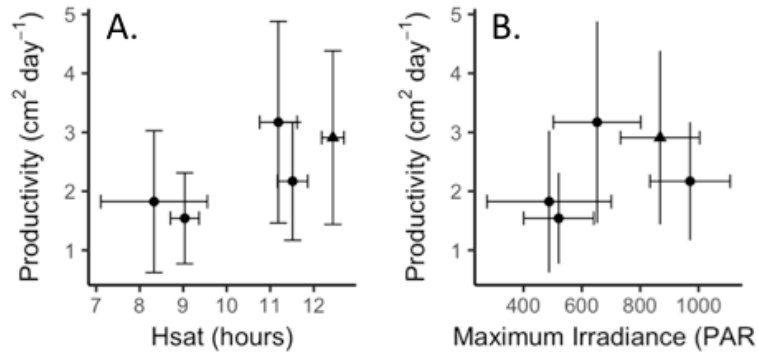 A.
Productivity (cm² day⁻¹)
5
4
3
2
1
7 8 9 10 11 12
Hsat (hours)
B.
Productivity (cm² day⁻¹)
5
4
3
2
1
400 600 800 1000
Maximum Irradiance (PAR